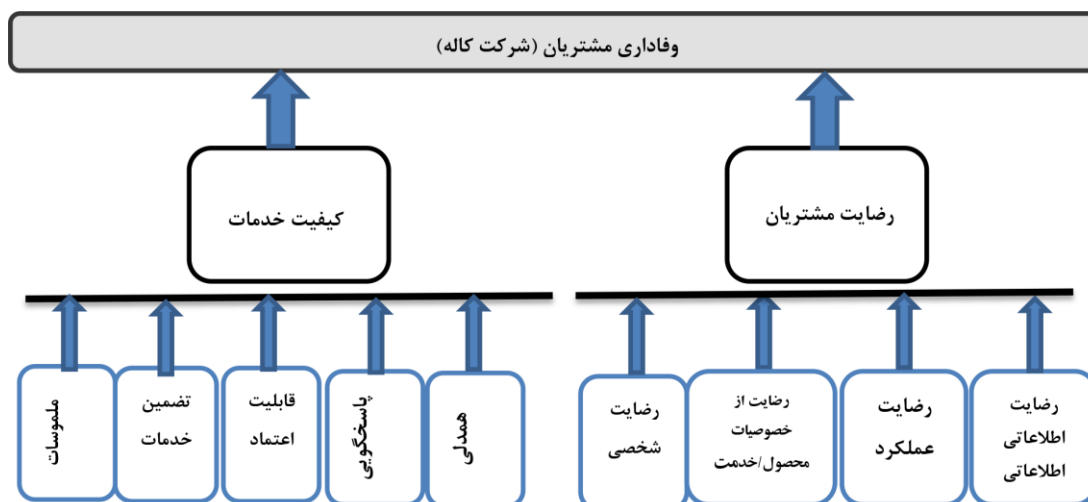 وفاداری مشتریان (شرکت کاله)
رضایت مشتریان
کیفیت خدمات
رضایت
اطلاعاتی
اطلاعاتی
رضایت
عملکرد
رضایت از
خصوصیات
محصول/خدمت
رضایت
شخصی
همدلی
پاسخگویی
قابلیت
اعتماد
تضمین
خدمات
ملموسات